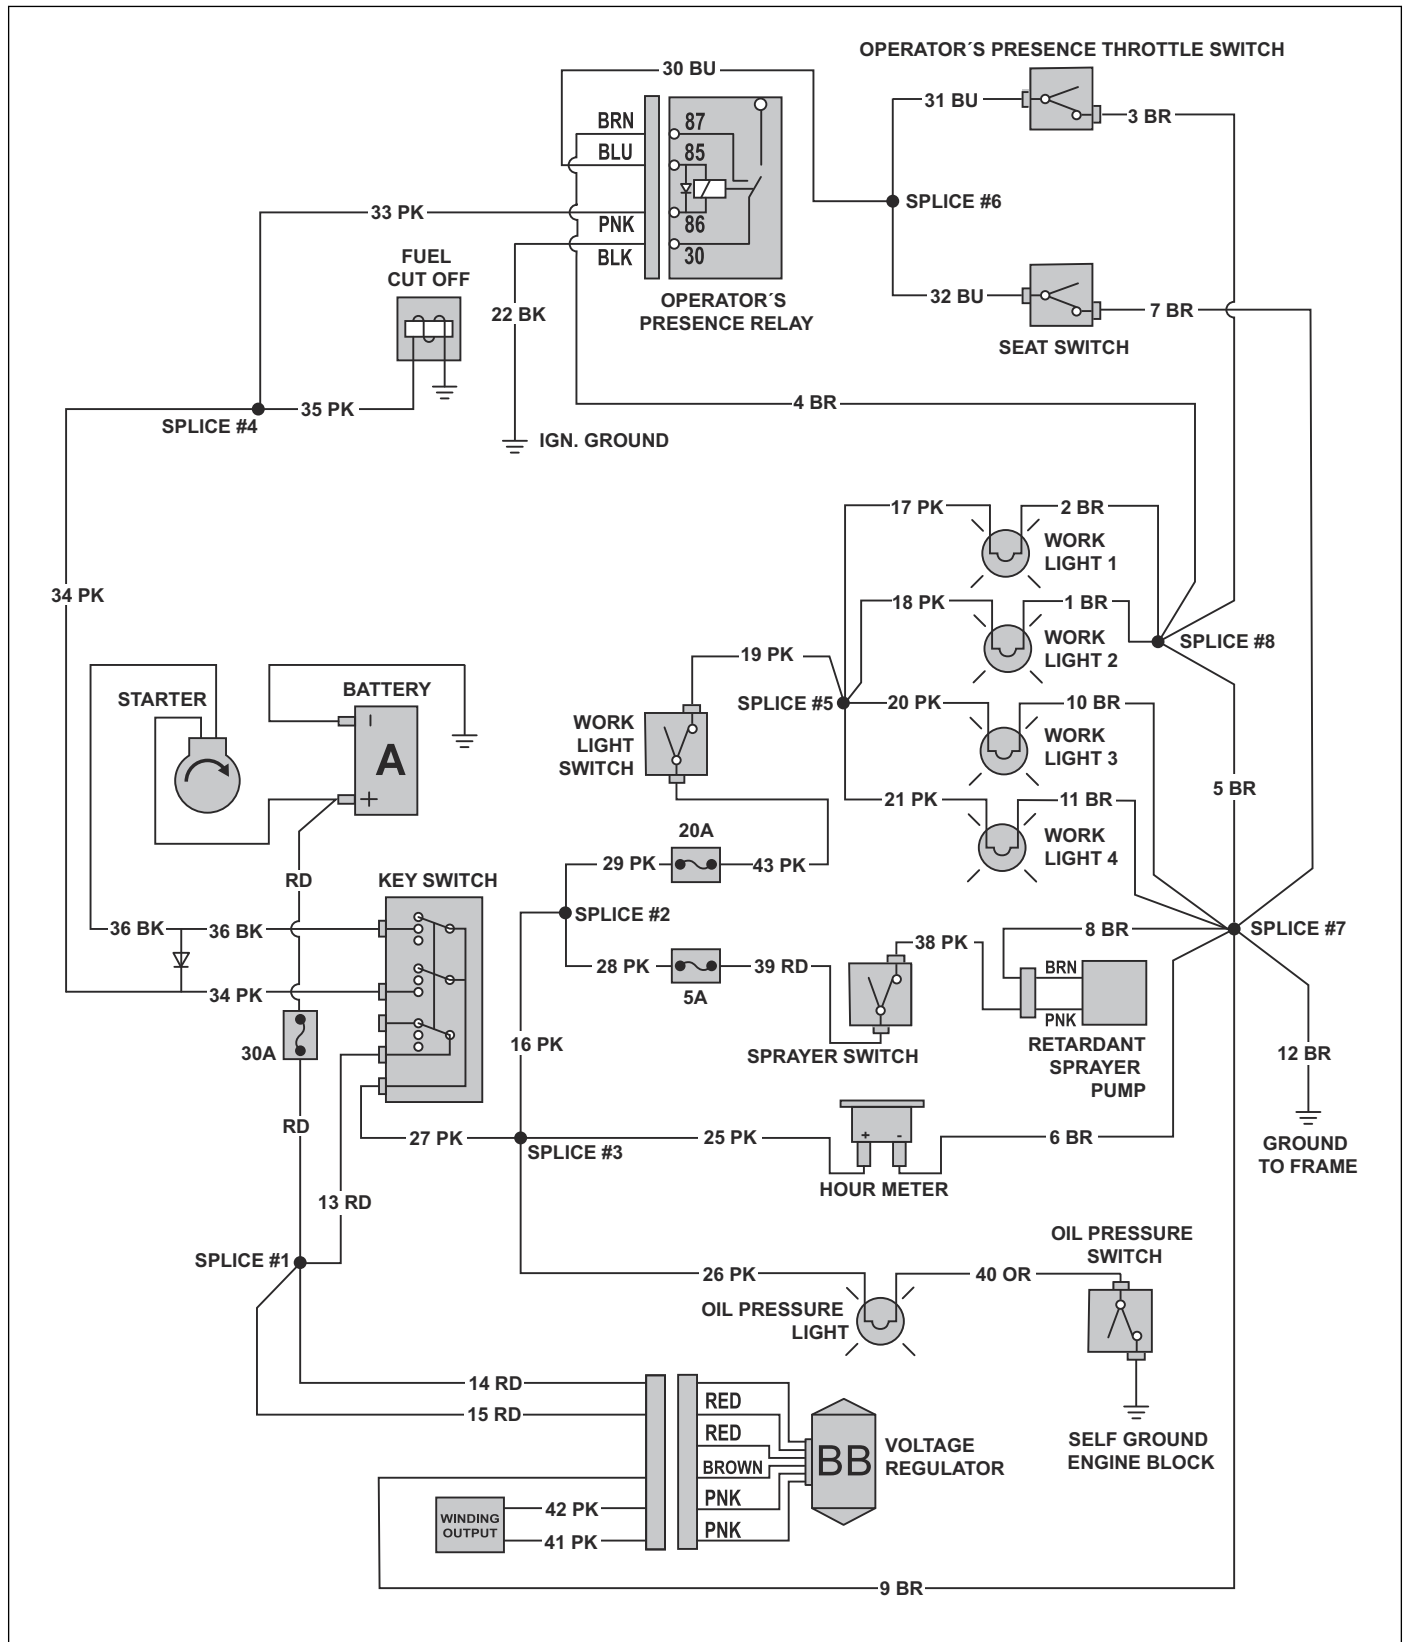 OPERATOR´S PRESENCE THROTTLE SWITCH
30 BU
31 BU
3 BR
BRN
87
BLU
85
SPLICE #6
33 PK
PNK
86
BLK
30
FUEL
CUT OFF
22 BK
OPERATOR´S
PRESENCE RELAY
32 BU
7 BR
SEAT SWITCH
4 BR
35 PK
SPLICE #4
IGN. GROUND
17 PK
2 BR
WORK
LIGHT 1
34 PK
18 PK
1 BR
WORK
LIGHT 2
SPLICE #8
19 PK
STARTER
BATTERY
A
SPLICE #5
20 PK
10 BR
WORK
LIGHT 3
WORK
LIGHT
SWITCH
5 BR
21 PK
11 BR
WORK
LIGHT 4
20A
29 PK
43 PK
RD
KEY SWITCH
SPLICE #2
36 BK
36 BK
8 BR
SPLICE #7
38 PK
28 PK
39 RD
5A
BRN
PNK
34 PK
30A
16 PK
SPRAYER SWITCH
RETARDANT
SPRAYER
PUMP
12 BR
RD
27 PK
25 PK
+
-
6 BR
GROUND
TO FRAME
SPLICE #3
HOUR METER
13 RD
SPLICE #1
OIL PRESSURE
SWITCH
26 PK
40 OR
OIL PRESSURE
LIGHT
14 RD
15 RD
RED
RED
BROWN
PNK
PNK
BB
VOLTAGE
REGULATOR
SELF GROUND
ENGINE BLOCK
WINDING
OUTPUT
42 PK
41 PK
9 BR